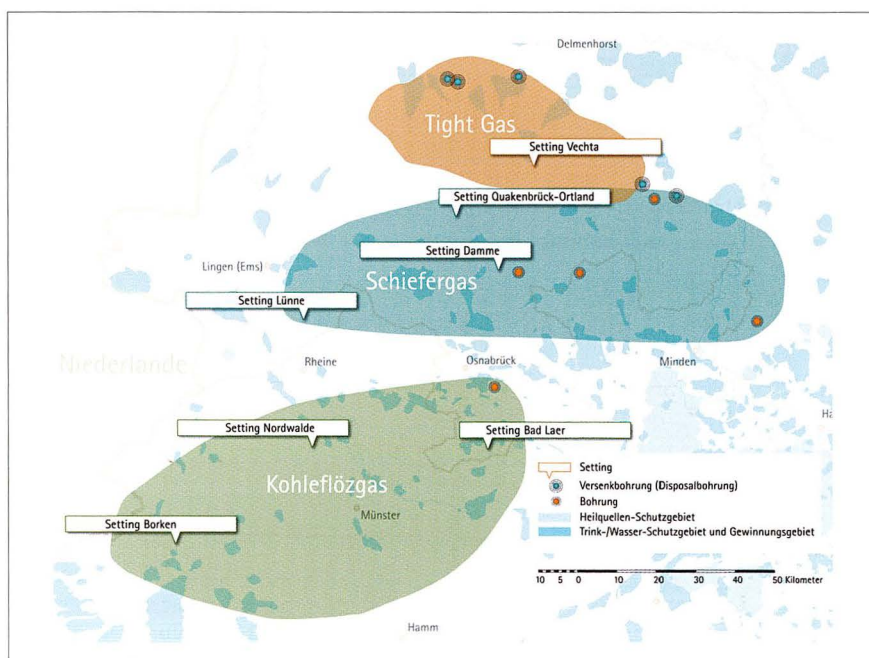 Delmenhorst
Tight Gas
Setting Vechta
Setting Quakenbrück-Ortland
Setting Damme
Lingen (Ems)
Schiefergas
Setting Lünne
Niederlande
Rheine
Osnabrück
Minden
Setting Nordwalde
Setting Bad Laer
Kohleflözgas
Münster
Setting Borken
Hamm
Setting
Versenkbohrung (Disposalbohrung)
Bohrung
Heilquellen-Schutzgebiet
Trink-/Wasser-Schutzgebiet und Gewinnungsgebiet
10 5 0 10 20 30 40 50 Kilometer